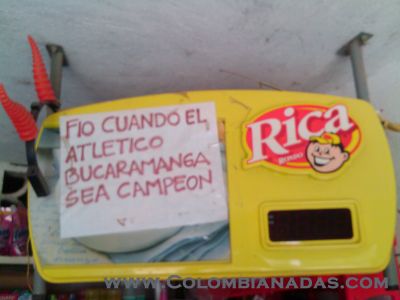 FIO CUANDO EL
ATLETICO
BUCARAMANGA
SEA CAMPEON
Rica
WWW.COLOMBIANADAS.COM